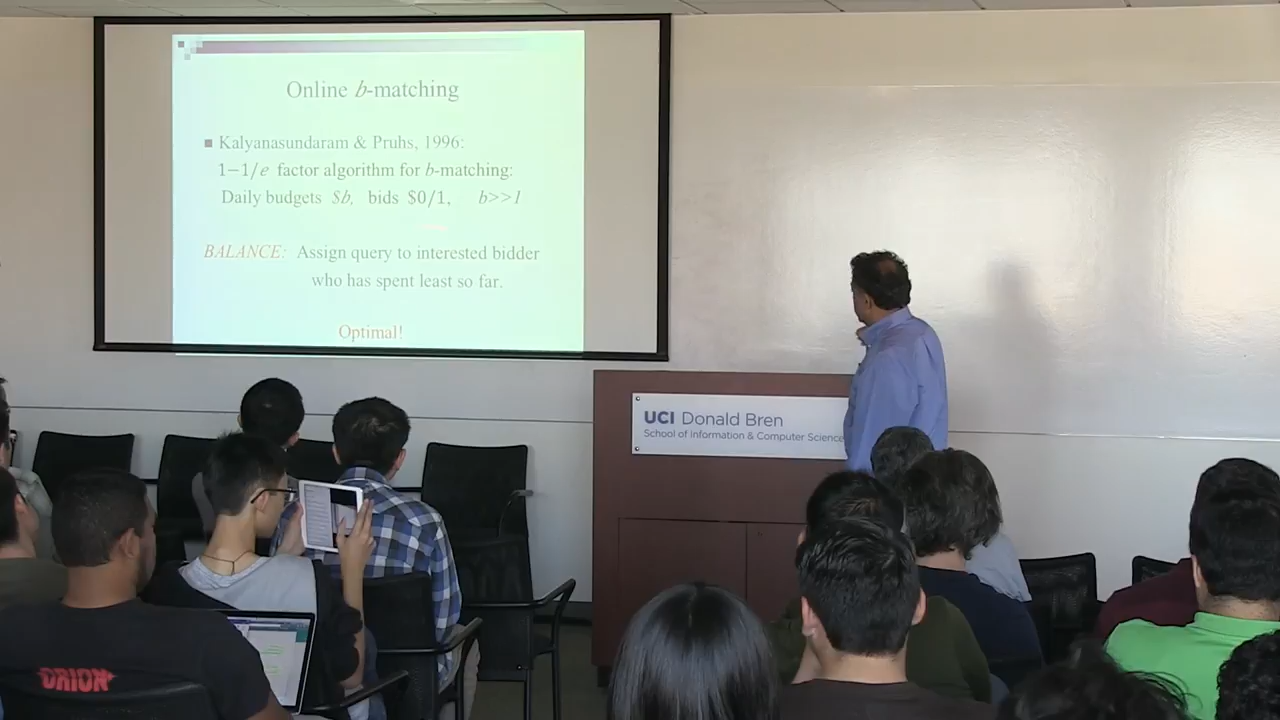 Online b-matching
Kalyanasundaram & Pruhs, 1996:
1−1/e factor algorithm for b-matching:
Daily budgets $b, bids $0/1, b>>1
BALANCE: Assign query to interested bidder
who has spent least so far.
Optimal!
UCI Donald Bren
School of Information & Computer Science
ORION